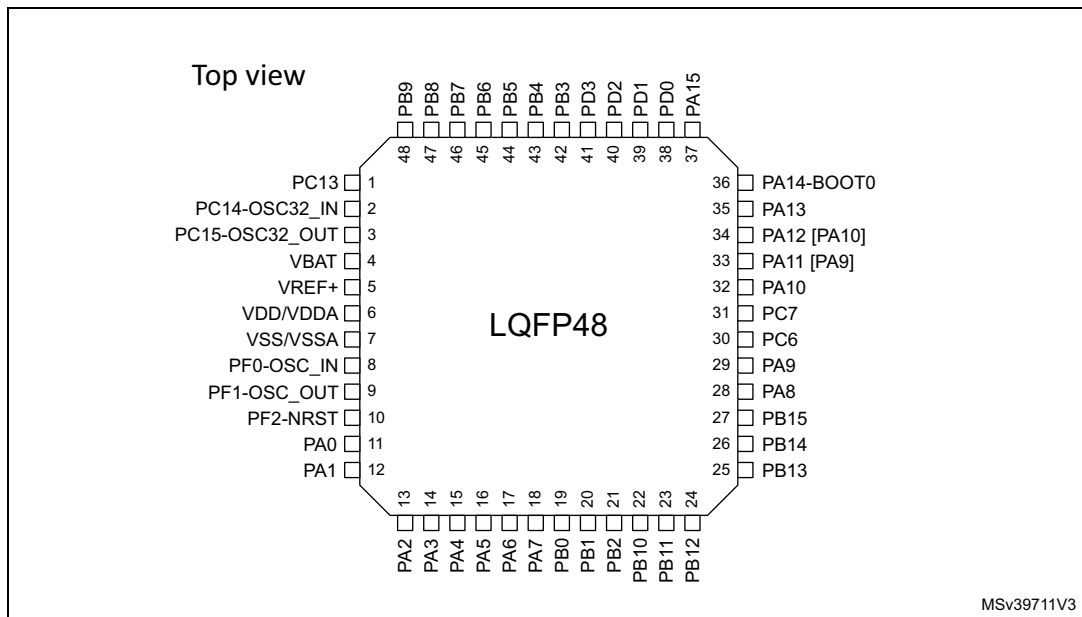 Top view
PB9
PB8
PB7
PB6
PB5
PB4
PB3
PD3
PD2
PD1
PD0
PA15
48
47
46
45
44
43
42
41
40
39
38
37
PC13 1
PC14-OSC32_IN 2
PC15-OSC32_OUT 3
VBAT 4
VREF+ 5
VDD/VDDA 6
VSS/VSSA 7
PF0-OSC_IN 8
PF1-OSC_OUT 9
PF2-NRST 10
PA0 11
PA1 12
LQFP48
36 PA14-BOOT0
35 PA13
34 PA12 [PA10]
33 PA11 [PA9]
32 PA10
31 PC7
30 PC6
29 PA9
28 PA8
27 PB15
26 PB14
25 PB13
13
14
15
16
17
18
19
20
21
22
23
24
PA2
PA3
PA4
PA5
PA6
PA7
PB0
PB1
PB2
PB10
PB11
PB12
MSv39711V3